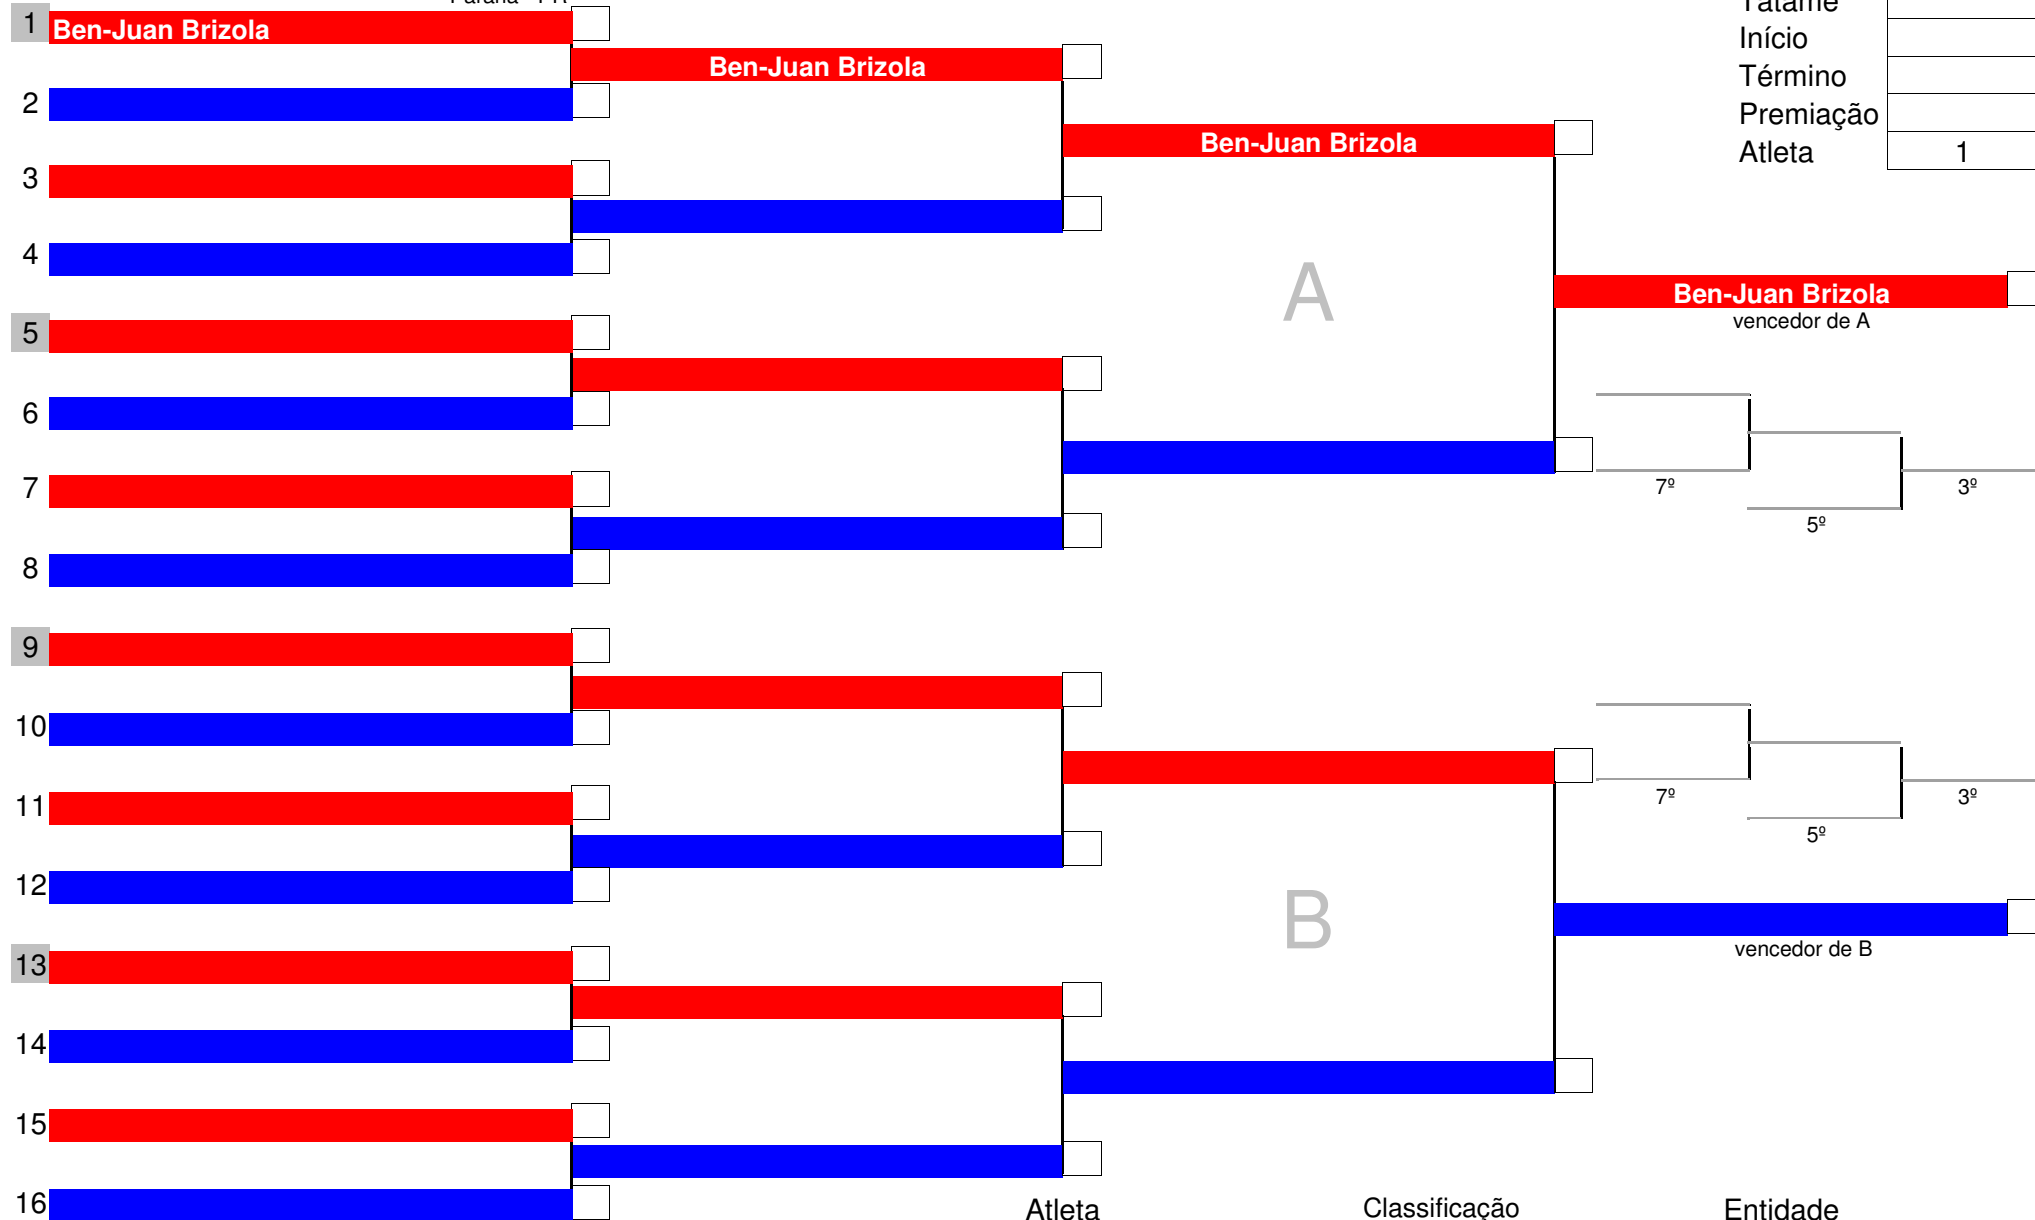 Paraná - PR
Tatame
1 Ben-Juan Brizola
Início
Ben-Juan Brizola
Término
2
Premiação
Ben-Juan Brizola
Atleta 1
3
4
A
Ben-Juan Brizola
vencedor de A
5
6
7
7º 3º
5º
8
9
10
11
7º 3º
5º
12
B
vencedor de B
13
14
15
16
Atleta Classificação Entidade